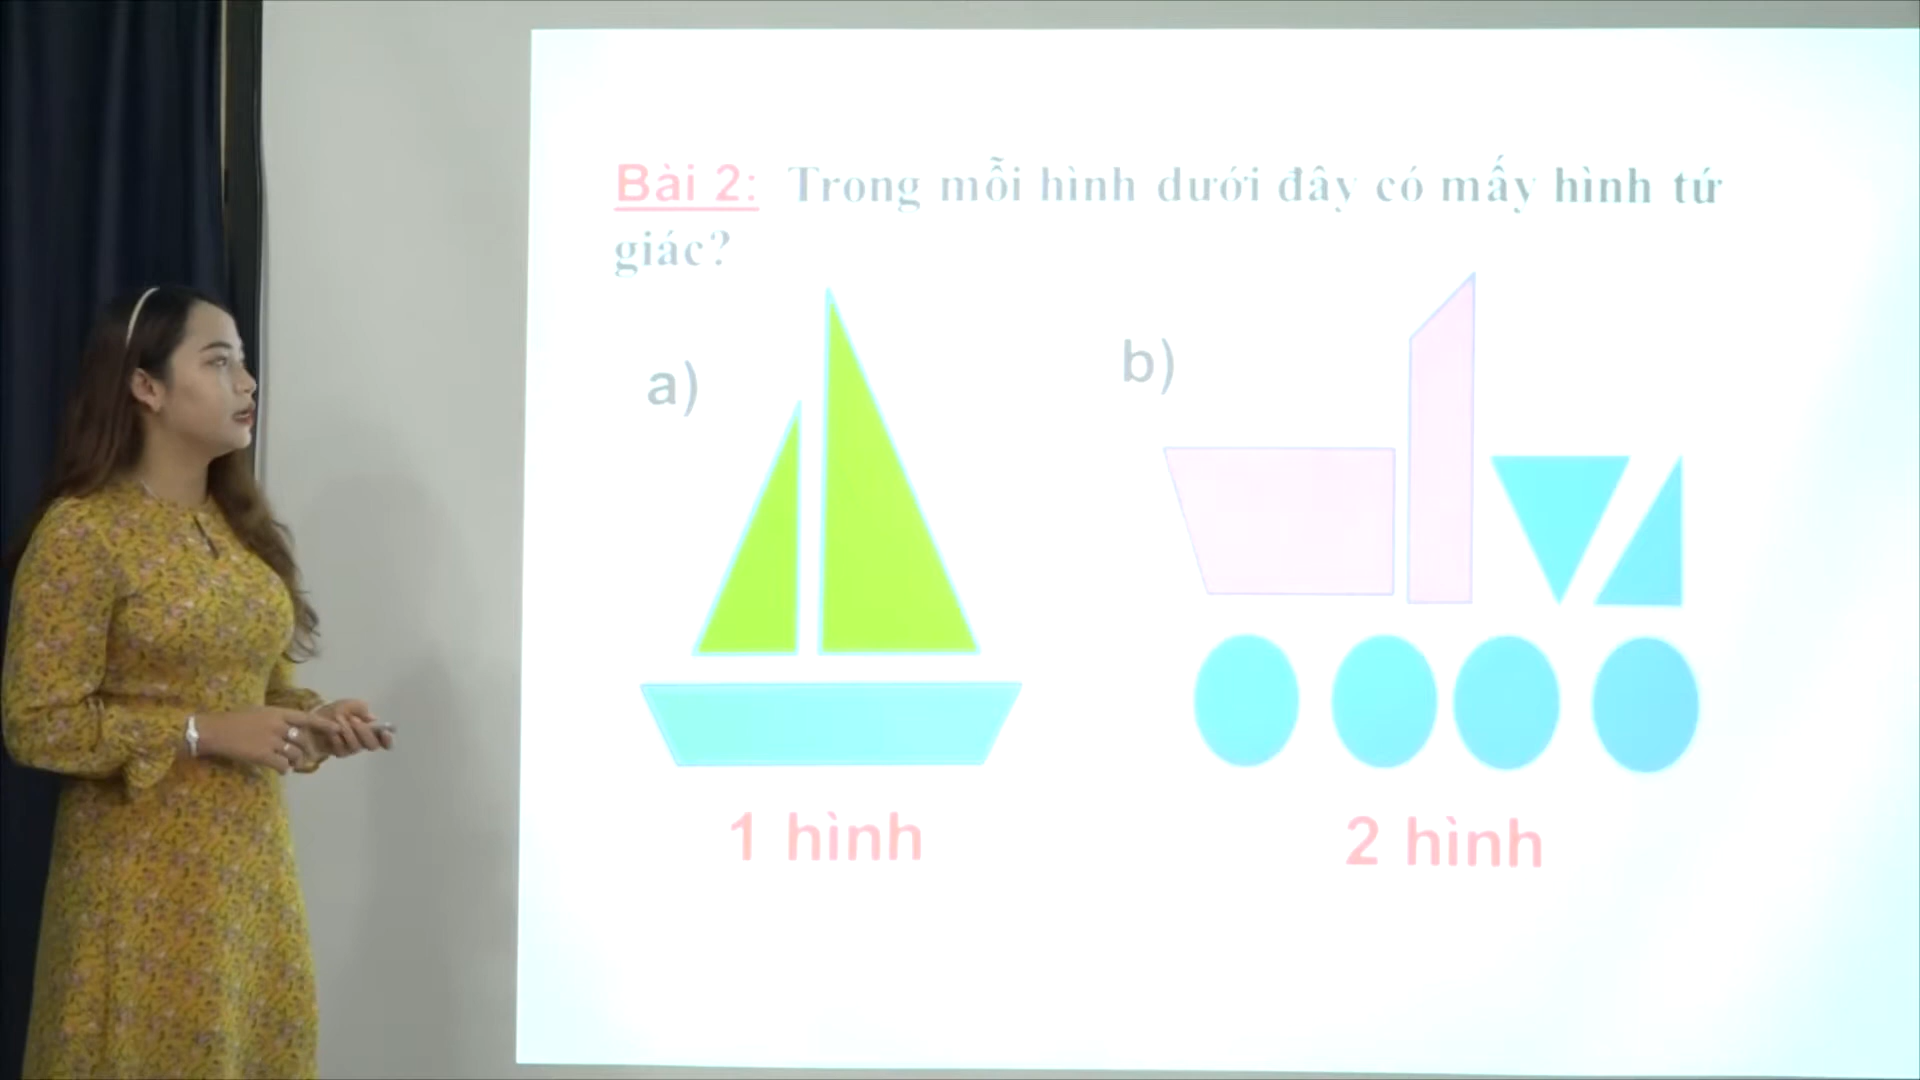 Bài 2: Trong mỗi hình dưới đây có mấy hình tứ
giác?
a)
b)
1 hình
2 hình